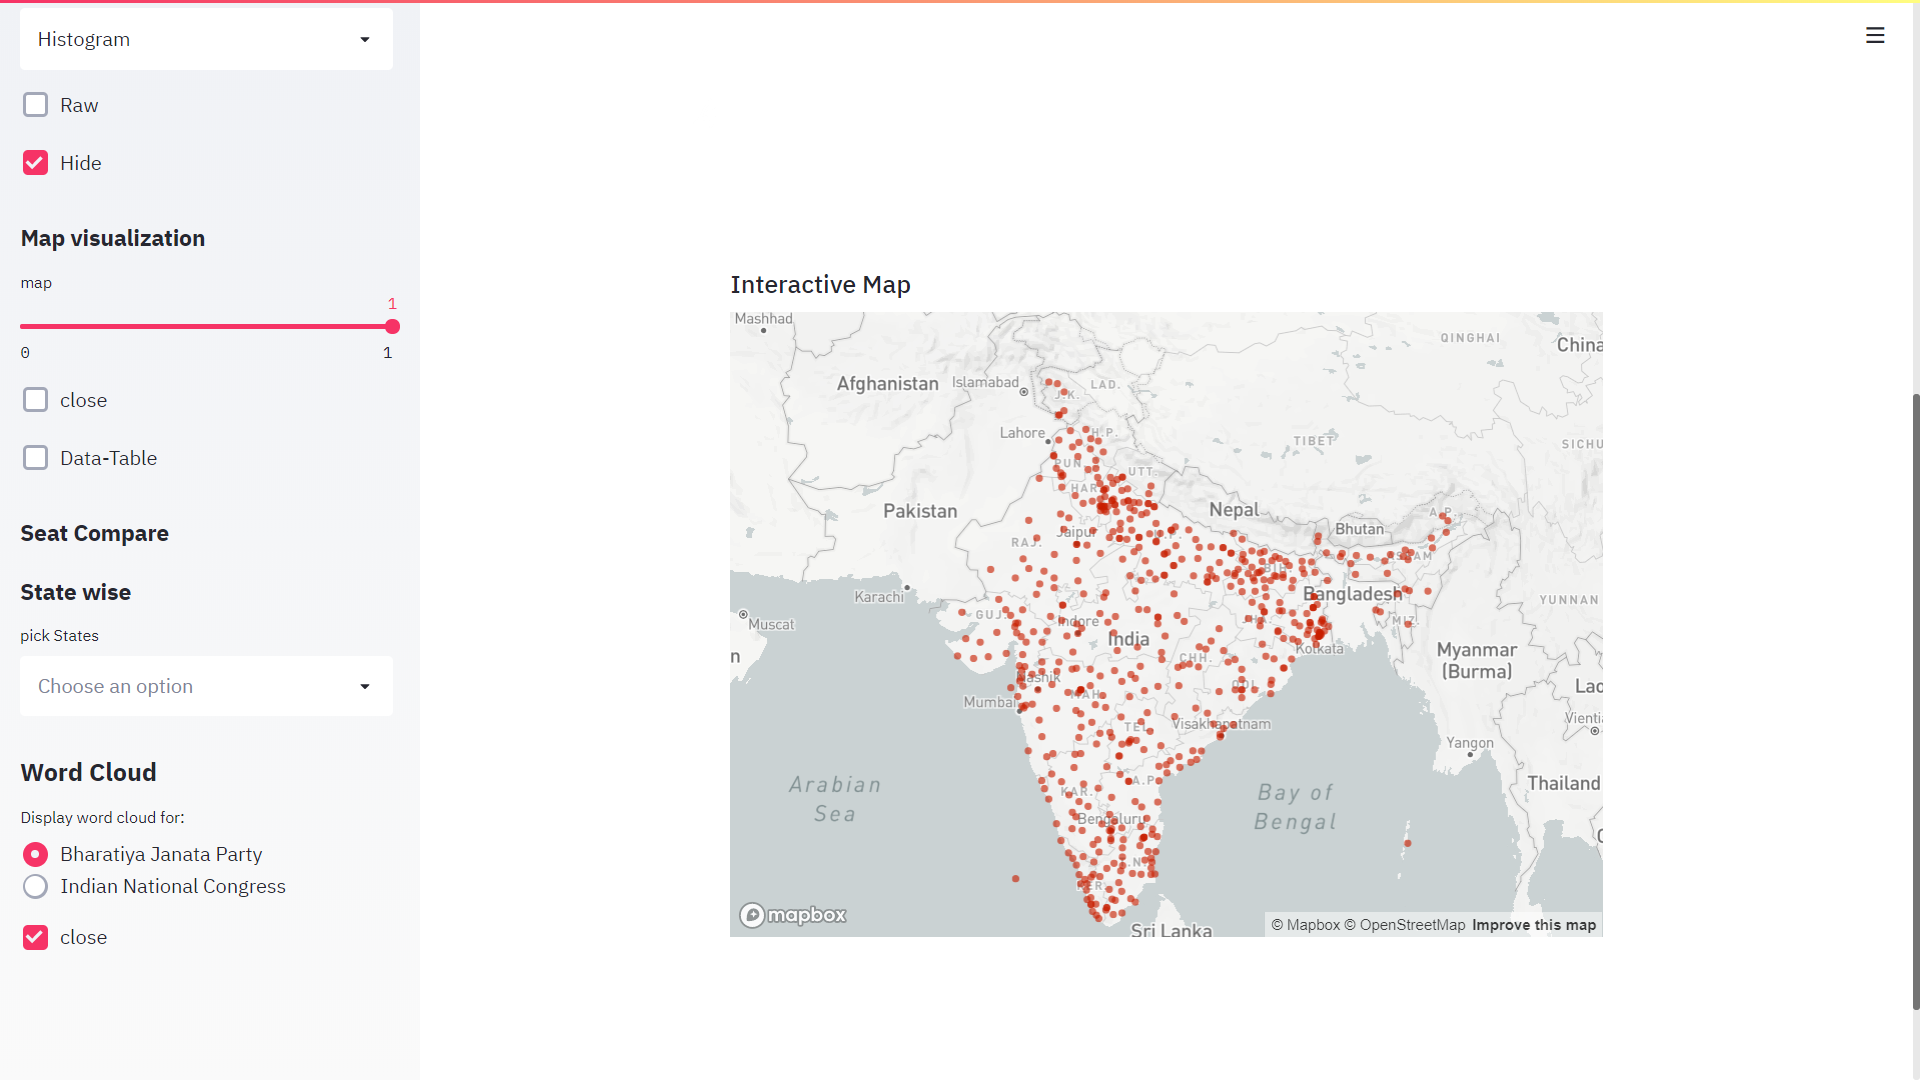 Histogram
Raw
Hide
Map visualization
map
1
0
1
close
Data-Table
Seat Compare
State wise
pick States
Choose an option
Word Cloud
Display word cloud for:
Bharatiya Janata Party
Indian National Congress
close
Interactive Map
Mashhad
QINGHAI
China
Afghanistan
Islamabad
LAD.
J.K.
Lahore
H.P.
TIBET
SICHU
PUN
UTT.
HAR
Pakistan
Nepal
A.P.
Bhutan
Jaipur
RAJ.
ASSAM
BIH.
Karachi
Bangladesh
YUNNAN
GUJ.
Indore
MIZ.
Muscat
India
Kolkata
n
CHH.
Myanmar
(Burma)
Nashik
ODI.
Lao
MAH
Mumbai
Visakhapatnam
Vienti
TEL
Yangon
Arabian
Sea
A.P.
Thailand
KAR.
Bay of
Bengal
Bengaluru
KER.
mapbox
Sri Lanka
© Mapbox © OpenStreetMap Improve this map